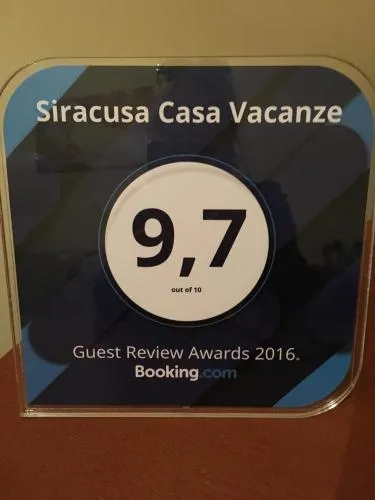 Siracusa Casa Vacanze
9,7
out of 10
Guest Review Awards 2016.
Booking.com